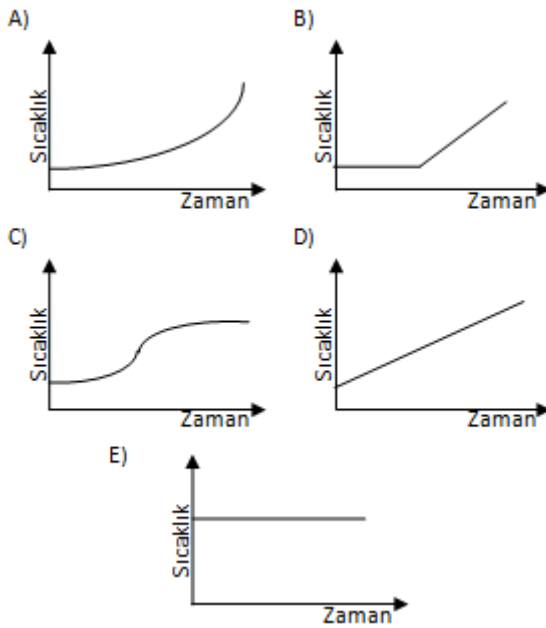 A)
Sıcaklık
Zaman
B)
Sıcaklık
Zaman
C)
Sıcaklık
Zaman
D)
Sıcaklık
Zaman
E)
Sıcaklık
Zaman